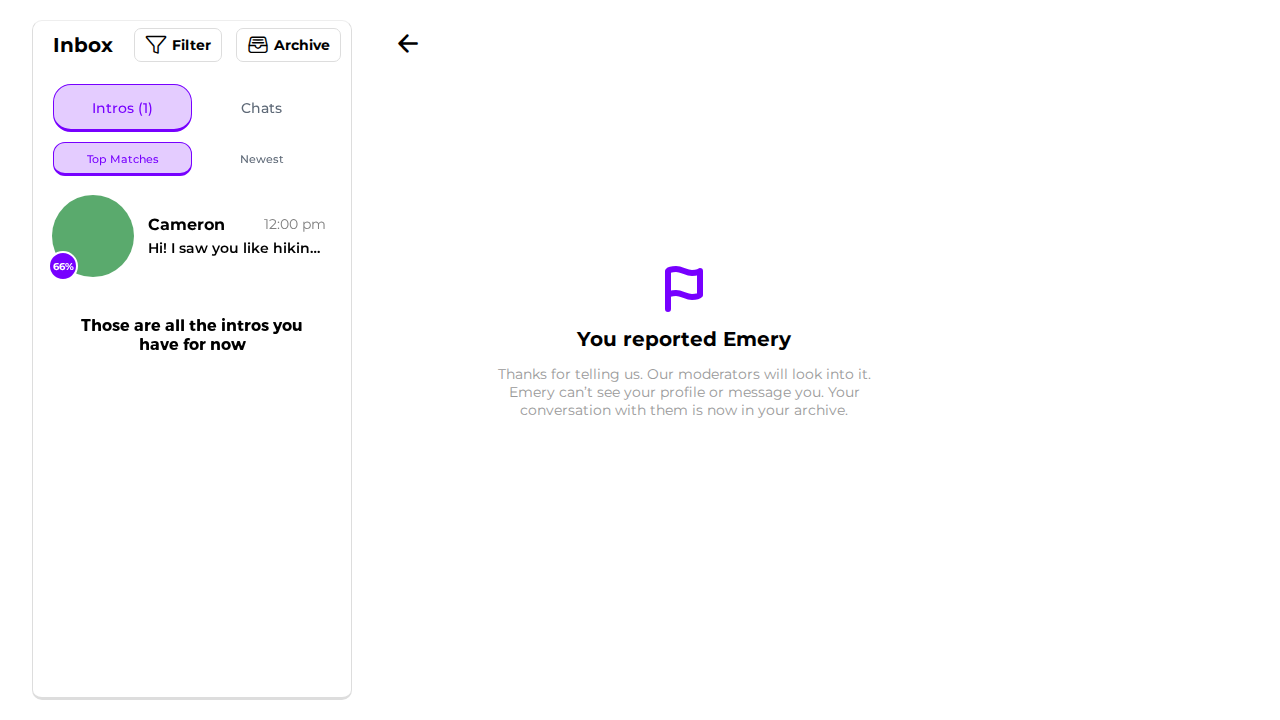 Inbox
Filter
Archive
Intros (1)
Chats
Top Matches
Newest
Cameron
12:00 pm
Hi! I saw you like hikin...
66%
Those are all the intros you
have for now
You reported Emery
Thanks for telling us. Our moderators will look into it.
Emery can’t see your profile or message you. Your
conversation with them is now in your archive.